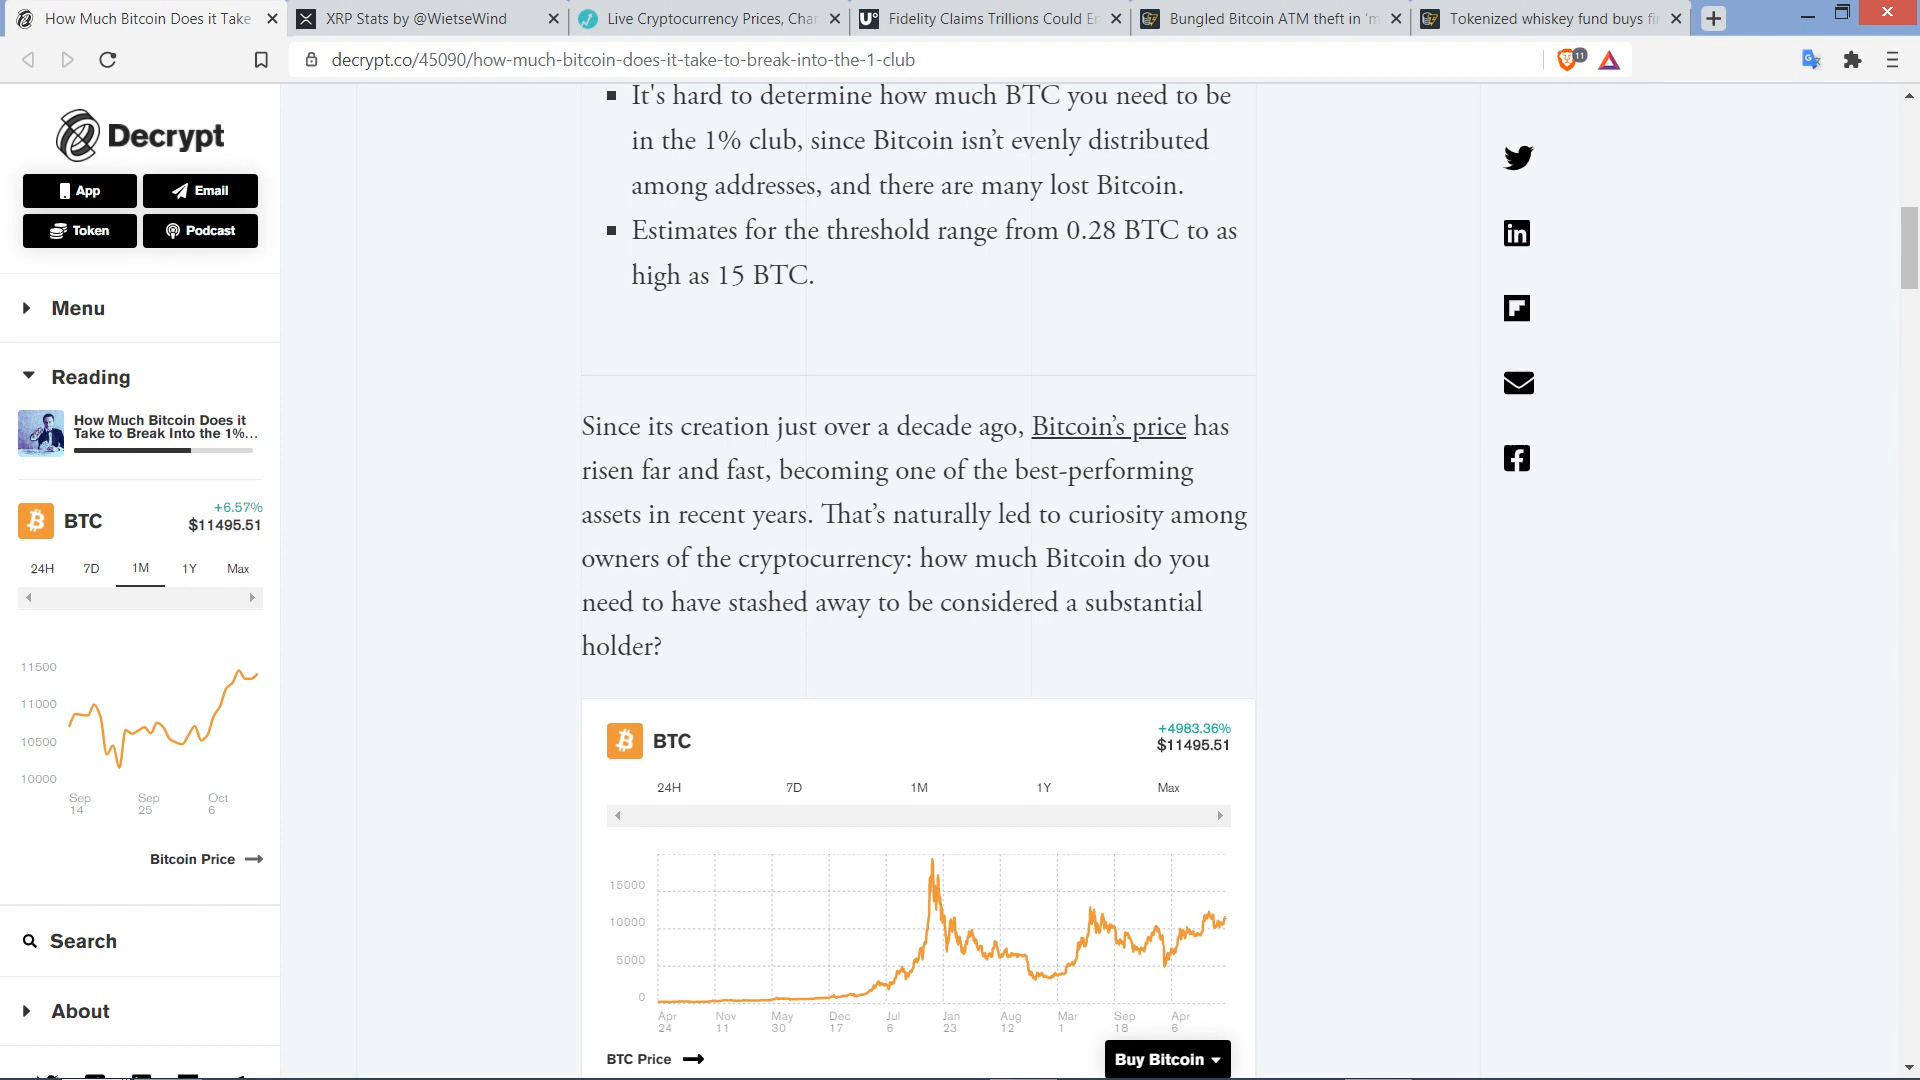 How Much Bitcoin Does it Take
XRP Stats by @WietseWind
Live Cryptocurrency Prices, Cha
Fidelity Claims Trillions Could E
Bungled Bitcoin ATM theft in 'm
Tokenized whiskey fund buys fi
decrypt.co/45090/how-much-bitcoin-does-it-take-to-break-into-the-1-club
11
Decrypt
App
Email
Token
Podcast
Menu
Reading
How Much Bitcoin Does it
Take to Break Into the 1%...
BTC
+6.57%
$11495.51
24H 7D 1M 1Y Max
11500
11000
10500
10000
Sep 14
Sep 25
Oct 6
Bitcoin Price
Search
About
It's hard to determine how much BTC you need to be
in the 1% club, since Bitcoin isn’t evenly distributed
among addresses, and there are many lost Bitcoin.
Estimates for the threshold range from 0.28 BTC to as
high as 15 BTC.
Since its creation just over a decade ago, Bitcoin’s price has
risen far and fast, becoming one of the best-performing
assets in recent years. That’s naturally led to curiosity among
owners of the cryptocurrency: how much Bitcoin do you
need to have stashed away to be considered a substantial
holder?
BTC
+4983.36%
$11495.51
24H 7D 1M 1Y Max
15000
10000
5000
0
Apr 24
Nov 11
May 30
Dec 17
Jul 6
Jan 23
Aug 12
Mar 1
Sep 18
Apr 6
BTC Price
Buy Bitcoin